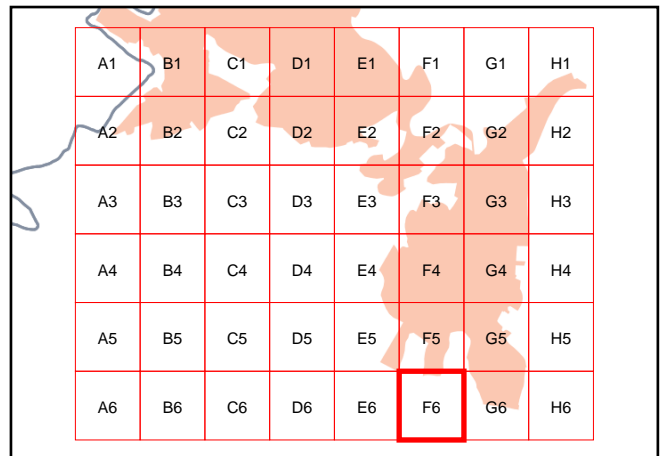 A1 B1 C1 D1 E1 F1 G1 H1
A2 B2 C2 D2 E2 F2 G2 H2
A3 B3 C3 D3 E3 F3 G3 H3
A4 B4 C4 D4 E4 F4 G4 H4
A5 B5 C5 D5 E5 F5 G5 H5
A6 B6 C6 D6 E6 F6 G6 H6